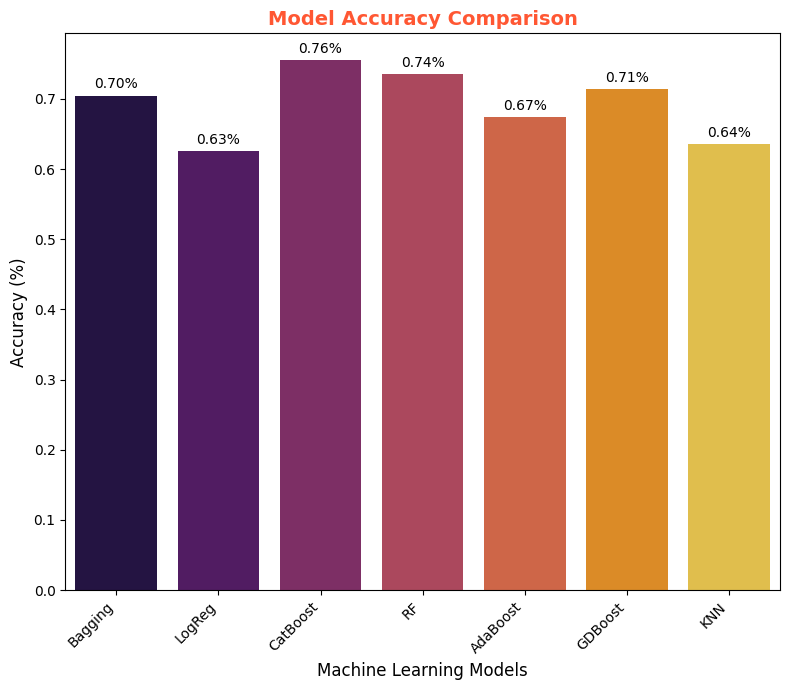 Model Accuracy Comparison
0.76%
0.74%
0.70%
0.71%
0.67%
0.63%
0.64%
0.7
0.6
0.5
0.4
0.3
0.2
0.1
0.0
Accuracy (%)
Bagging
LogReg
CatBoost
RF
AdaBoost
GDBoost
KNN
Machine Learning Models